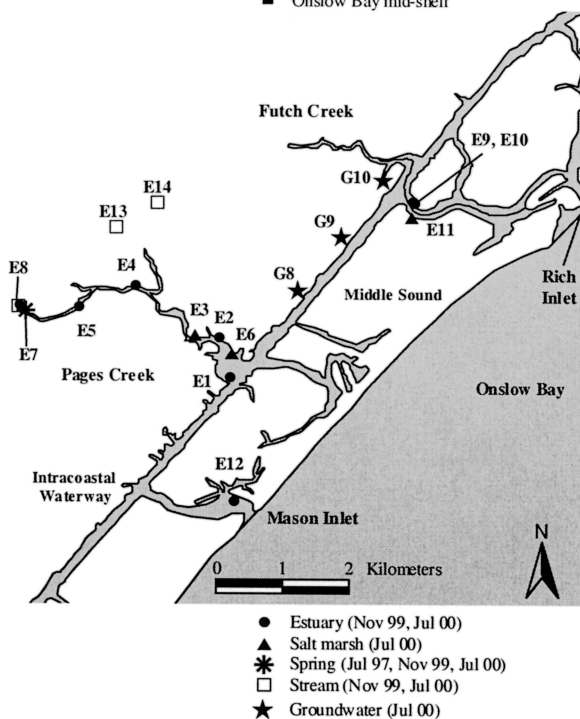 ■ Onslow Bay mid-shelf
Futch Creek
E9, E10
G10
E14
E13
E11
G9
Rich
Inlet
E4
G8
Middle Sound
E8
E3
E2
E5
E6
E7
Pages Creek
E1
Onslow Bay
E12
Intracoastal
Waterway
Mason Inlet
N
0 1 2 Kilometers
Estuary (Nov 99, Jul 00)
Salt marsh (Jul 00)
Spring (Jul 97, Nov 99, Jul 00)
Stream (Nov 99, Jul 00)
Groundwater (Jul 00)